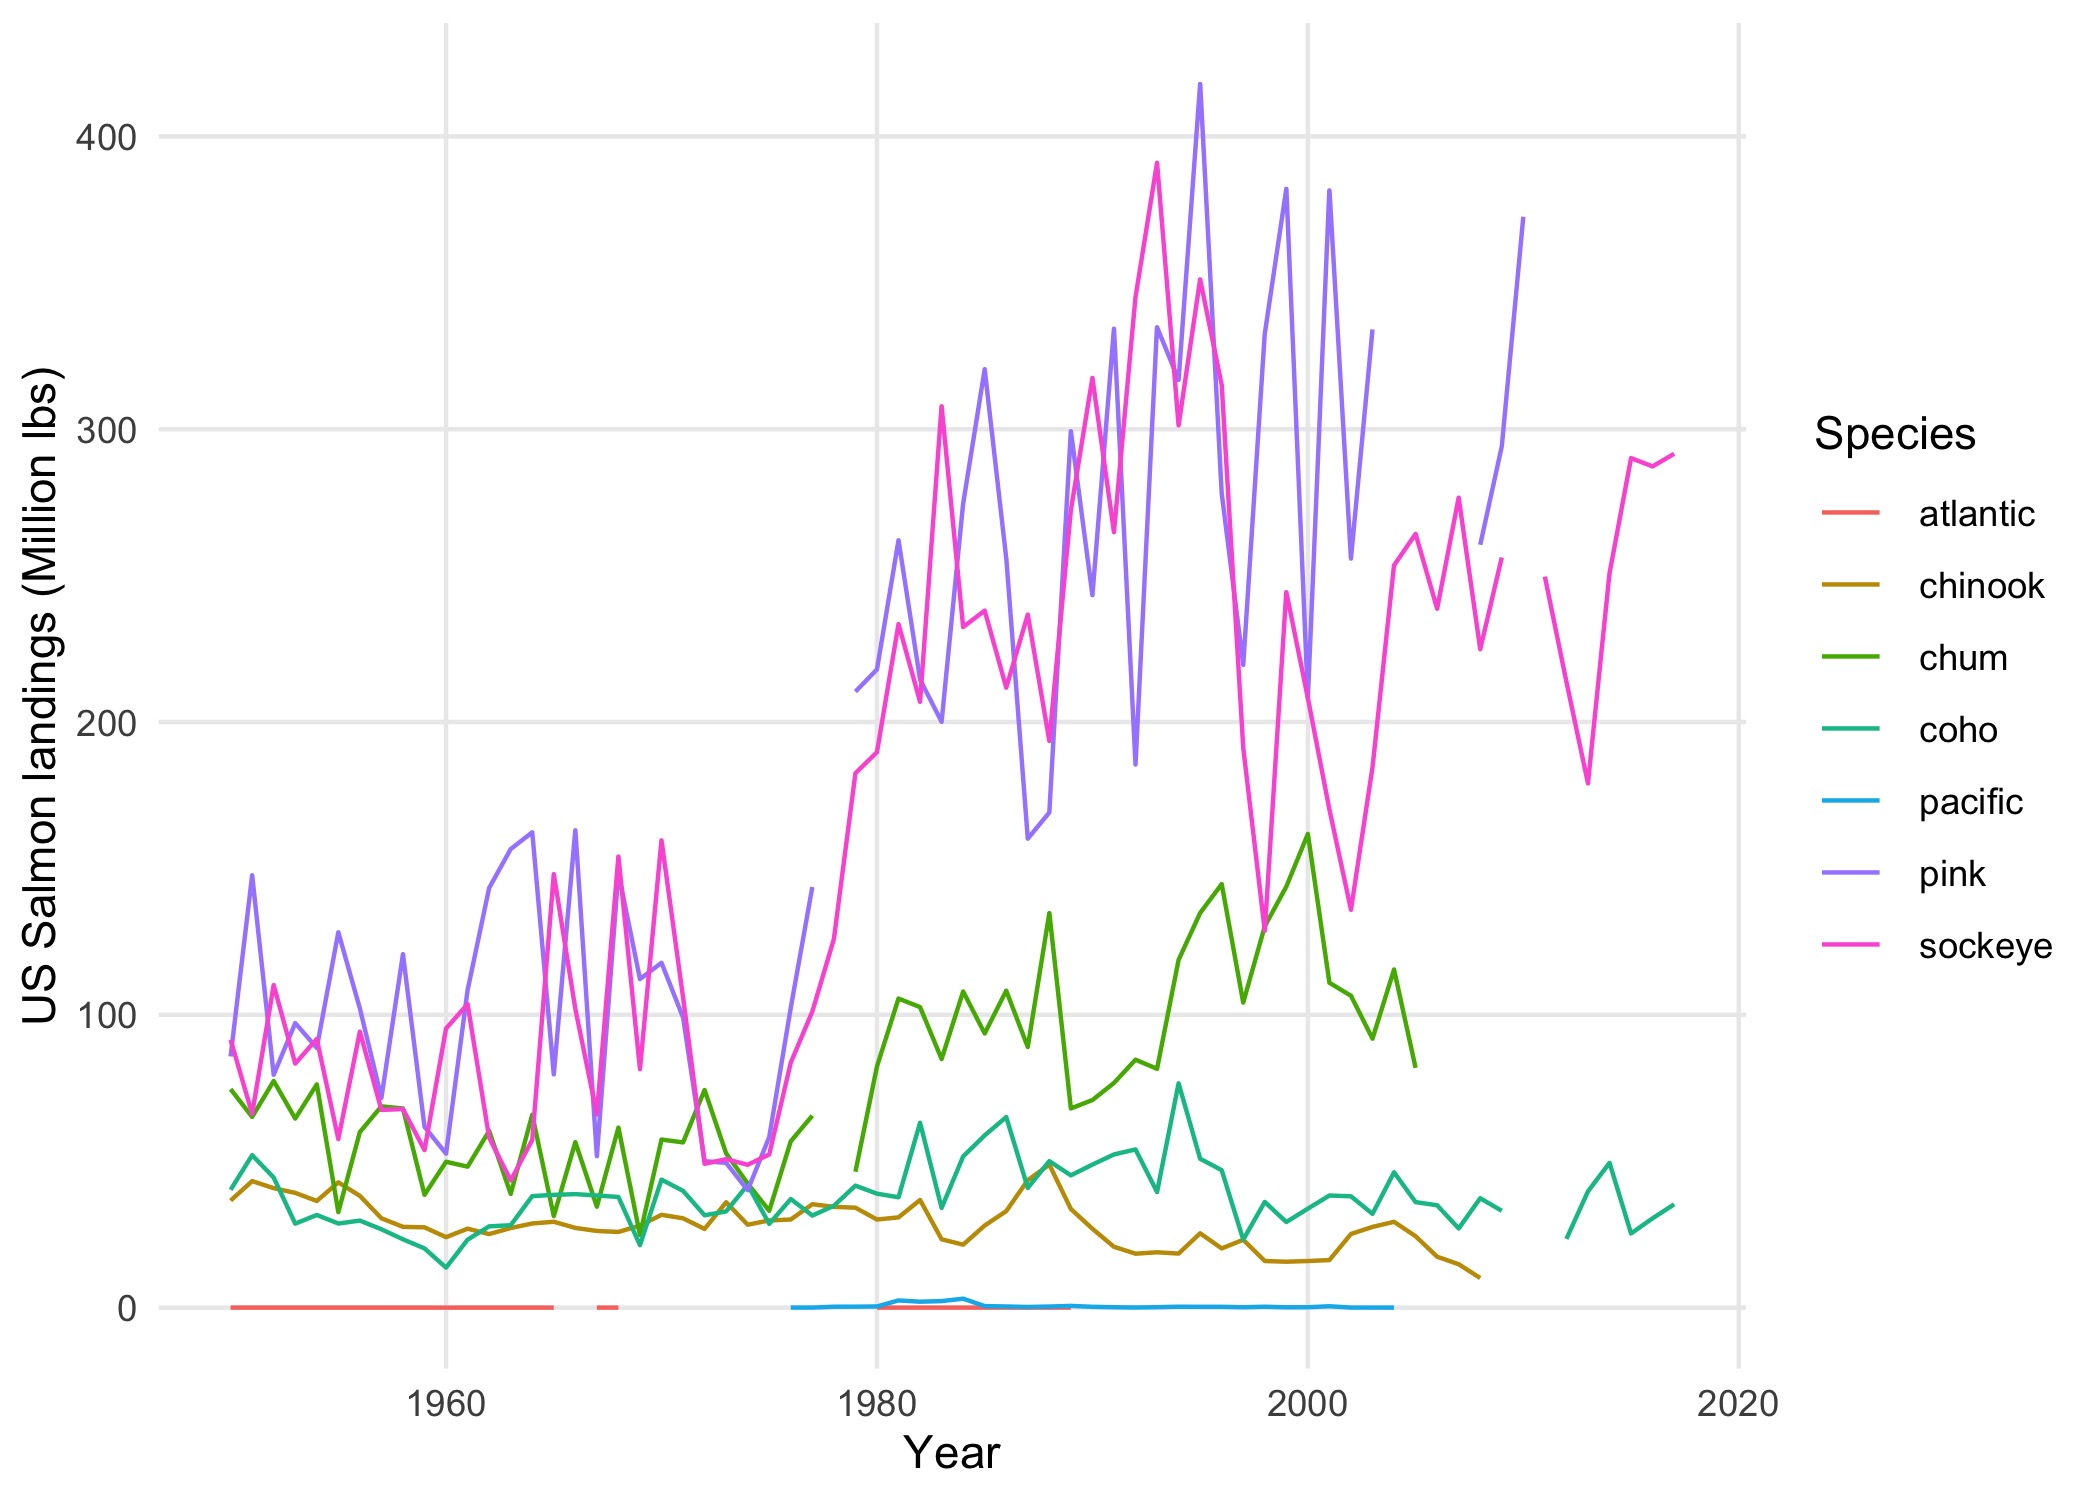 US Salmon landings (Million lbs)
400
300
200
100
0
1960
1980
2000
2020
Year
Species
atlantic
chinook
chum
coho
pacific
pink
sockeye